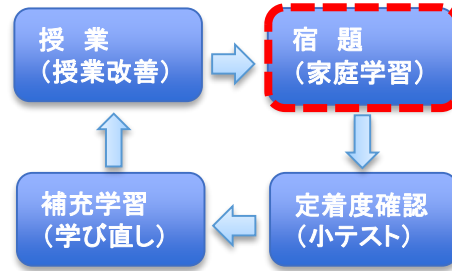 授　業
（授業改善）
宿　題
（家庭学習）
定着度確認
（小テスト）
補充学習
（学び直し）